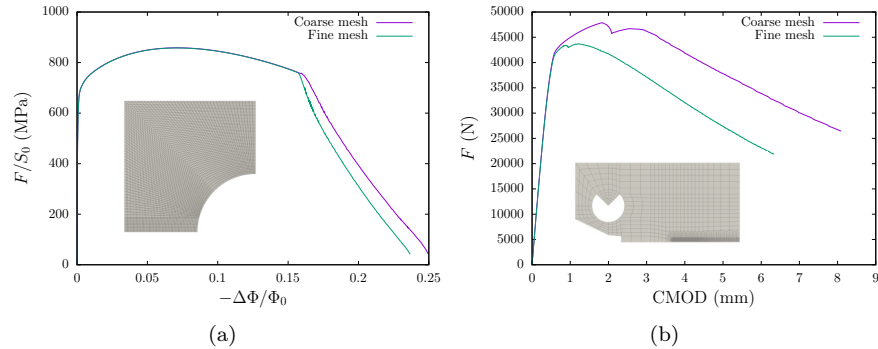 1000
800
600
400
200
0
F/S₀ (MPa)
Coarse mesh
Fine mesh
0 0.05 0.1 0.15 0.2 0.25
−ΔΦ/Φ₀
(a)
50000
45000
40000
35000
30000
25000
20000
15000
10000
5000
0
F (N)
Coarse mesh
Fine mesh
0 1 2 3 4 5 6 7 8 9
CMOD (mm)
(b)